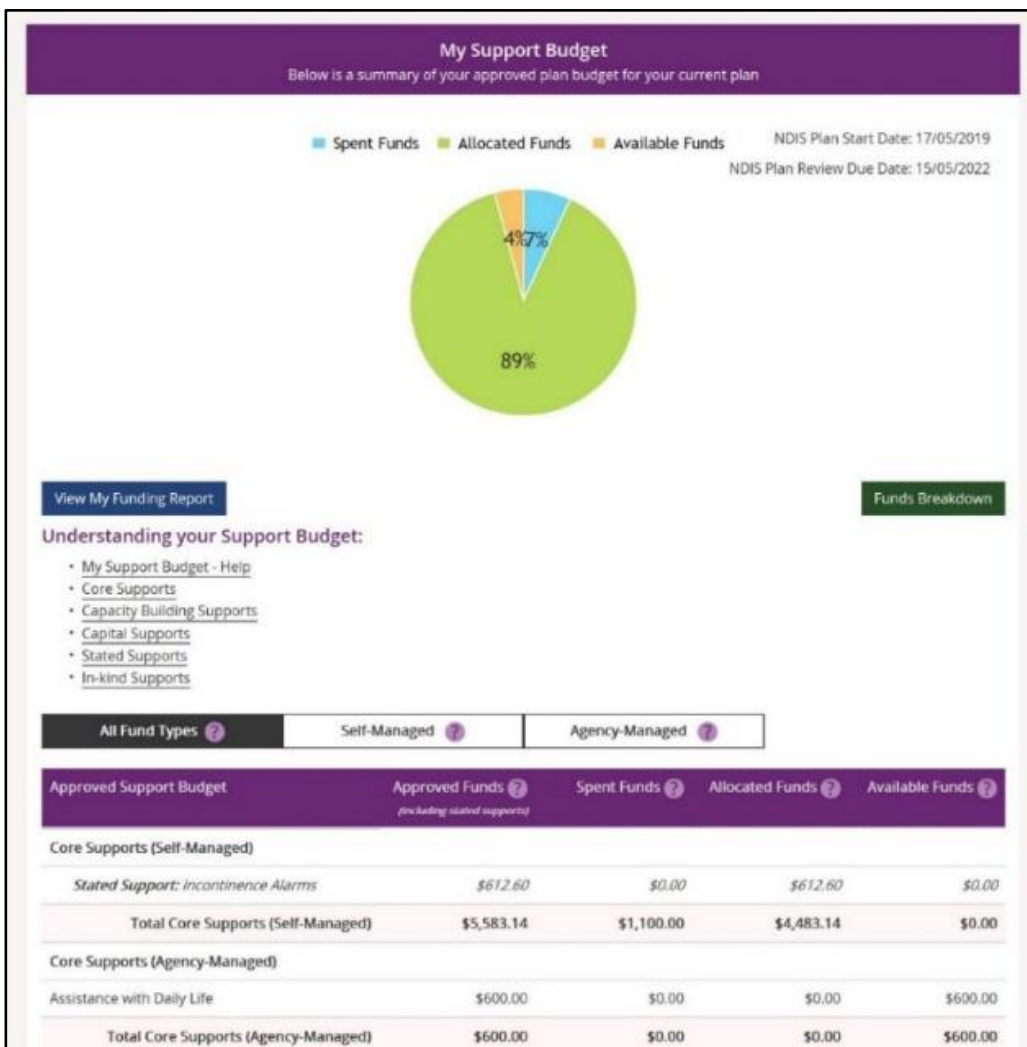 My Support Budget
Below is a summary of your approved plan budget for your current plan
Spent Funds Allocated Funds Available Funds
NDIS Plan Start Date: 17/05/2019
NDIS Plan Review Due Date: 15/05/2022
4% 7%
89%
View My Funding Report Funds Breakdown
Understanding your Support Budget:
• My Support Budget - Help
• Core Supports
• Capacity Building Supports
• Capital Supports
• Stated Supports
• In-kind Supports
All Fund Types ? Self-Managed ? Agency-Managed ?
Approved Support Budget Approved Funds ? Spent Funds ? Allocated Funds ? Available Funds ?
(including stated supports)
Core Supports (Self-Managed)
Stated Support: Incontinence Alarms $612.60 $0.00 $612.60 $0.00
Total Core Supports (Self-Managed) $5,583.14 $1,100.00 $4,483.14 $0.00
Core Supports (Agency-Managed)
Assistance with Daily Life $600.00 $0.00 $0.00 $600.00
Total Core Supports (Agency-Managed) $600.00 $0.00 $0.00 $600.00